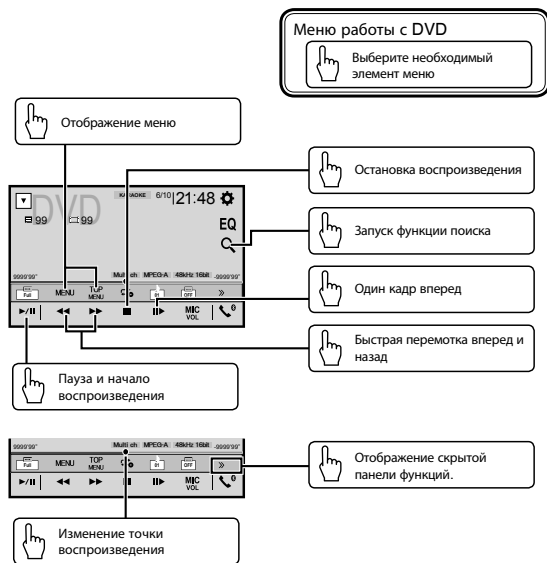 Меню работы с DVD
Выберите необходимый
элемент меню
Отображение меню
Остановка воспроизведения
DVD
KARAOKE 6/10 21:48
99 99
EQ
Запуск функции поиска
9999'99" Multi ch MPEG-A 48kHz 16bit -9999'99"
Full MENU TOP MENU 01 OFF »
MIC VOL
Один кадр вперед
Быстрая перемотка вперед и
назад
Пауза и начало
воспроизведения
9999'99" Multi ch MPEG-A 48kHz 16bit -9999'99"
Full MENU TOP MENU 01 OFF »
MIC VOL
Отображение скрытой
панели функций.
Изменение точки
воспроизведения